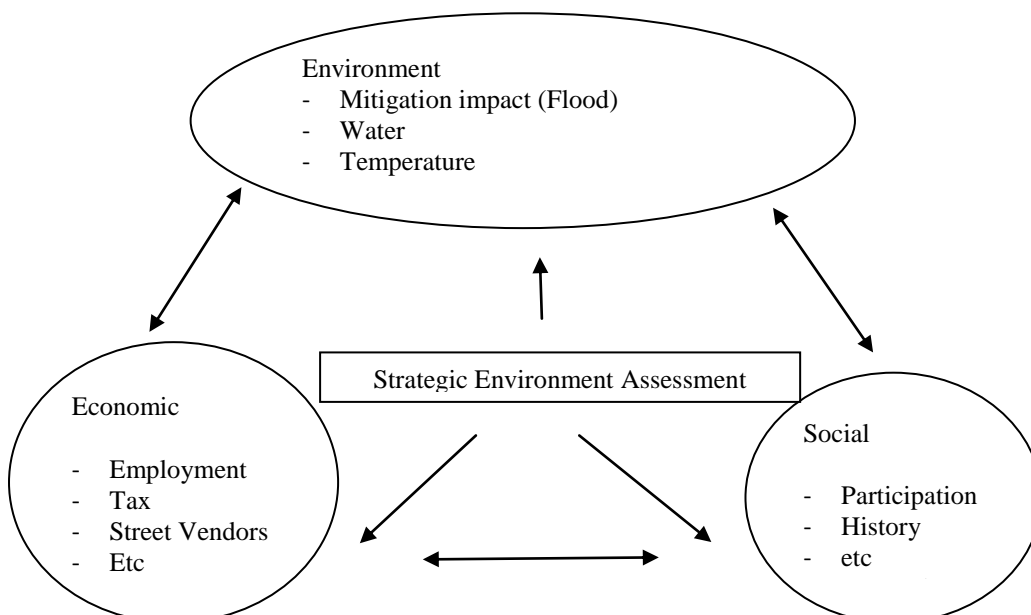 Environment
- Mitigation impact (Flood)
- Water
- Temperature
Strategic Environment Assessment
Economic
- Employment
- Tax
- Street Vendors
- Etc
Social
- Participation
- History
- etc